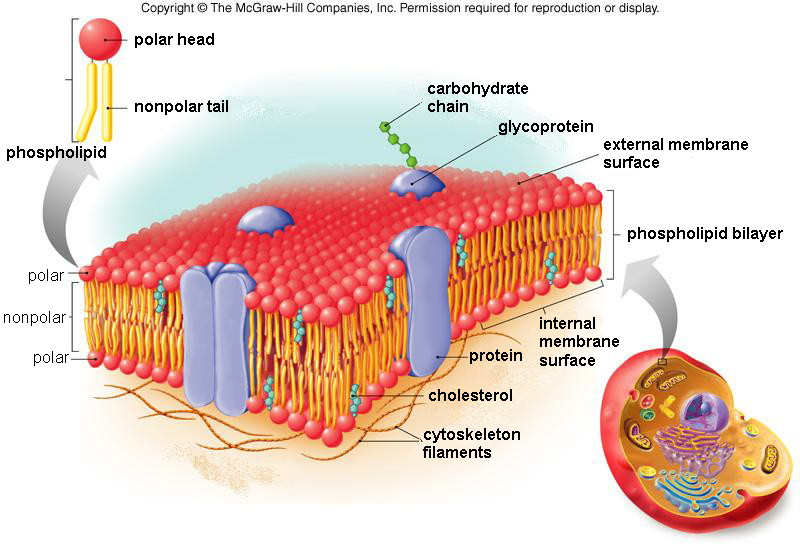 Copyright © The McGraw-Hill Companies, Inc. Permission required for reproduction or display.
polar head
nonpolar tail
phospholipid
carbohydrate
chain
glycoprotein
external membrane
surface
phospholipid bilayer
polar
nonpolar
polar
internal
membrane
surface
protein
cholesterol
cytoskeleton
filaments